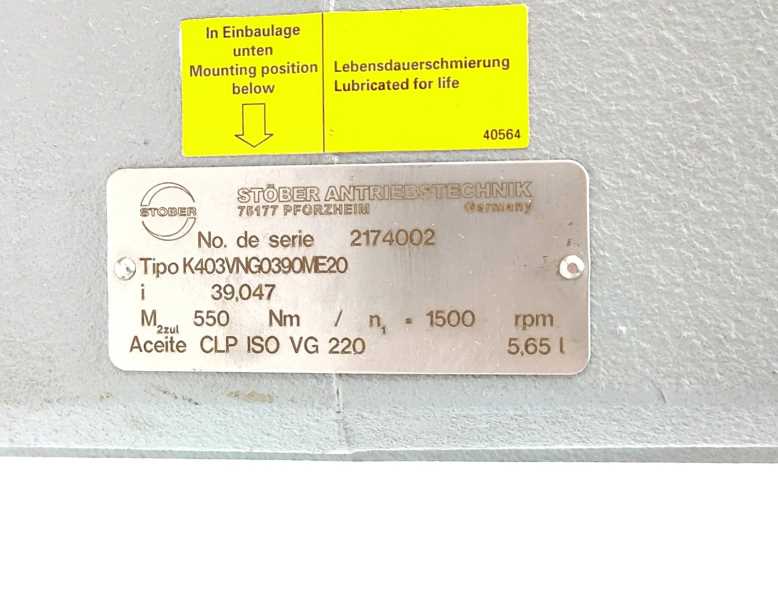 In Einbaulage
unten
Mounting position
below
Lebensdauerschmierung
Lubricated for life
40564
STÖBER
STÖBER ANTRIEBSTECHNIK
75177 PFORZHEIM Germany
No. de serie 2174002
Tipo K403VNG0390ME20
i 39,047
M2zul 550 Nm / n1 = 1500 rpm
Aceite CLP ISO VG 220 5,65 l